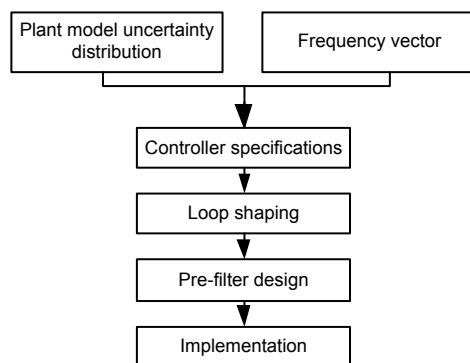 Plant model uncertainty
distribution
Frequency vector
Controller specifications
Loop shaping
Pre-filter design
Implementation